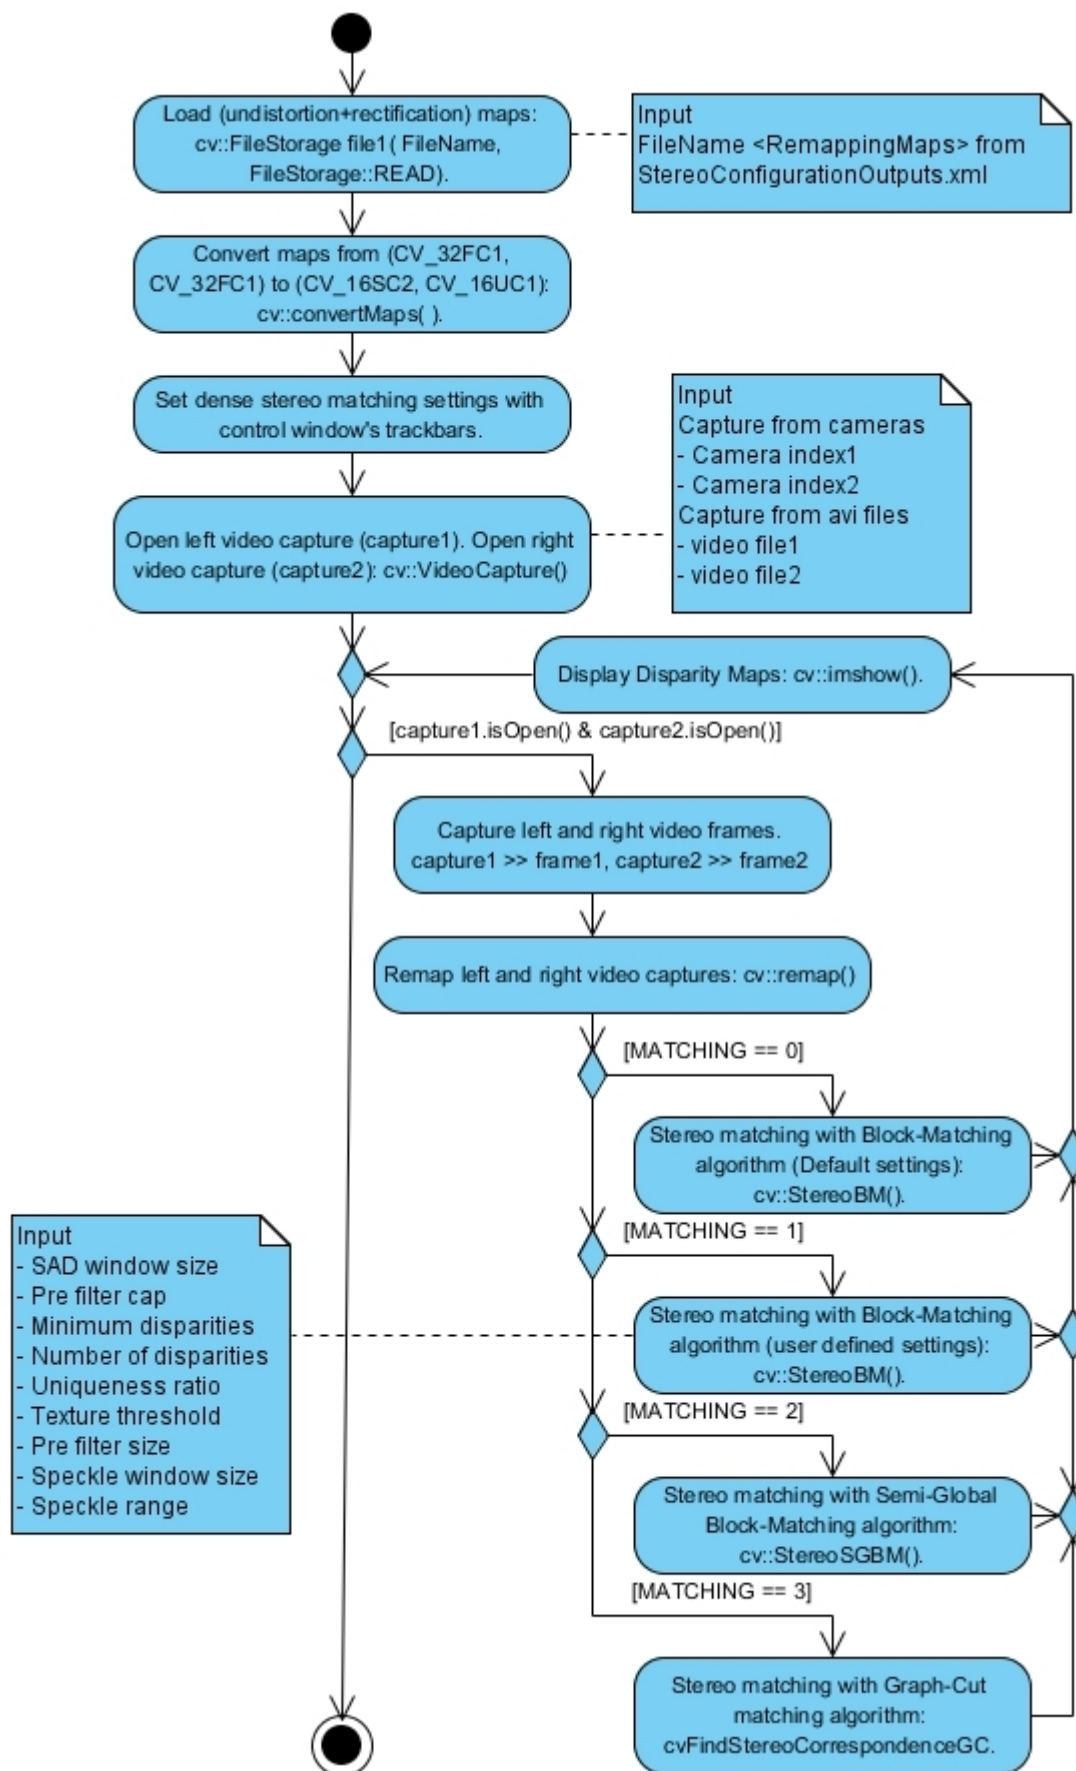 Load (undistortion+rectification) maps:
cv::FileStorage file1( FileName,
FileStorage::READ).
Input
FileName <RemappingMaps> from
StereoConfigurationOutputs.xml
Convert maps from (CV_32FC1,
CV_32FC1) to (CV_16SC2, CV_16UC1):
cv::convertMaps( ).
Set dense stereo matching settings with
control window's trackbars.
Input
Capture from cameras
- Camera index1
- Camera index2
Capture from avi files
- video file1
- video file2
Open left video capture (capture1). Open right
video capture (capture2): cv::VideoCapture()
Display Disparity Maps: cv::imshow().
[capture1.isOpen() & capture2.isOpen()]
Capture left and right video frames.
capture1 >> frame1, capture2 >> frame2
Remap left and right video captures: cv::remap()
[MATCHING == 0]
Stereo matching with Block-Matching
algorithm (Default settings):
cv::StereoBM().
[MATCHING == 1]
Input
- SAD window size
- Pre filter cap
- Minimum disparities
- Number of disparities
- Uniqueness ratio
- Texture threshold
- Pre filter size
- Speckle window size
- Speckle range
Stereo matching with Block-Matching
algorithm (user defined settings):
cv::StereoBM().
[MATCHING == 2]
Stereo matching with Semi-Global
Block-Matching algorithm:
cv::StereoSGBM().
[MATCHING == 3]
Stereo matching with Graph-Cut
matching algorithm:
cvFindStereoCorrespondenceGC.